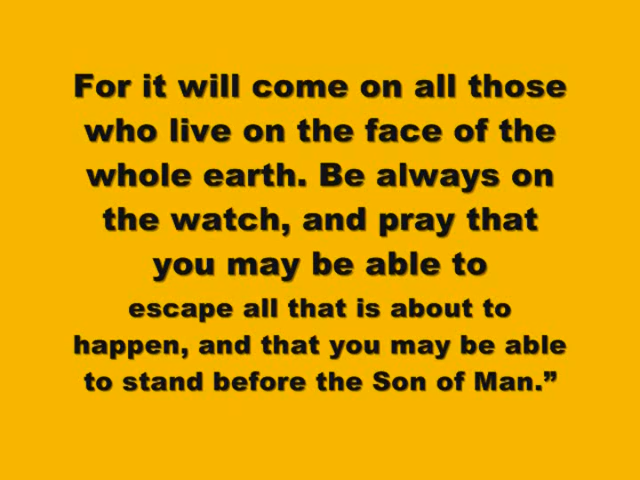 For it will come on all those
who live on the face of the
whole earth. Be always on
the watch, and pray that
you may be able to
escape all that is about to
happen, and that you may be able
to stand before the Son of Man.”